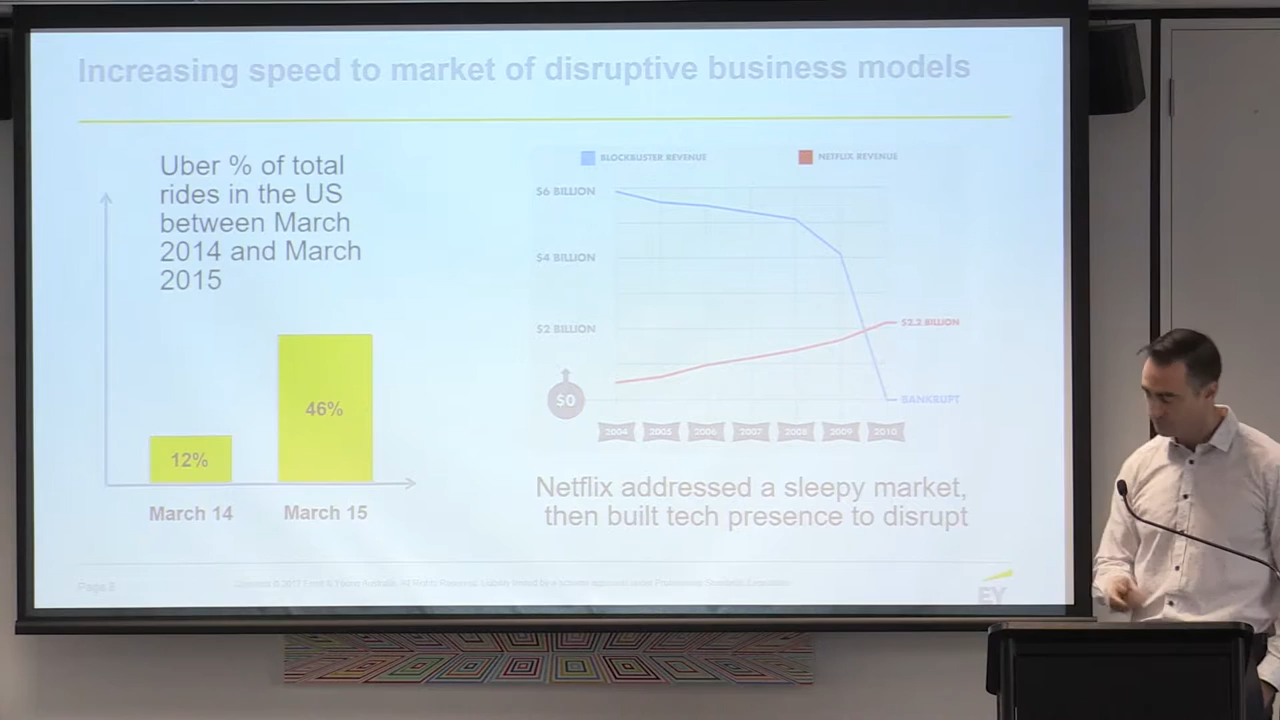 Increasing speed to market of disruptive business models
Uber % of total
rides in the US
between March
2014 and March
2015
46%
12%
March 14
March 15
BLOCKBUSTER REVENUE
NETFLIX REVENUE
$6 BILLION
$4 BILLION
$2 BILLION
$0
$2.2 BILLION
BANKRUPT
2004
2005
2006
2007
2008
2009
2010
Netflix addressed a sleepy market,
then built tech presence to disrupt
EY